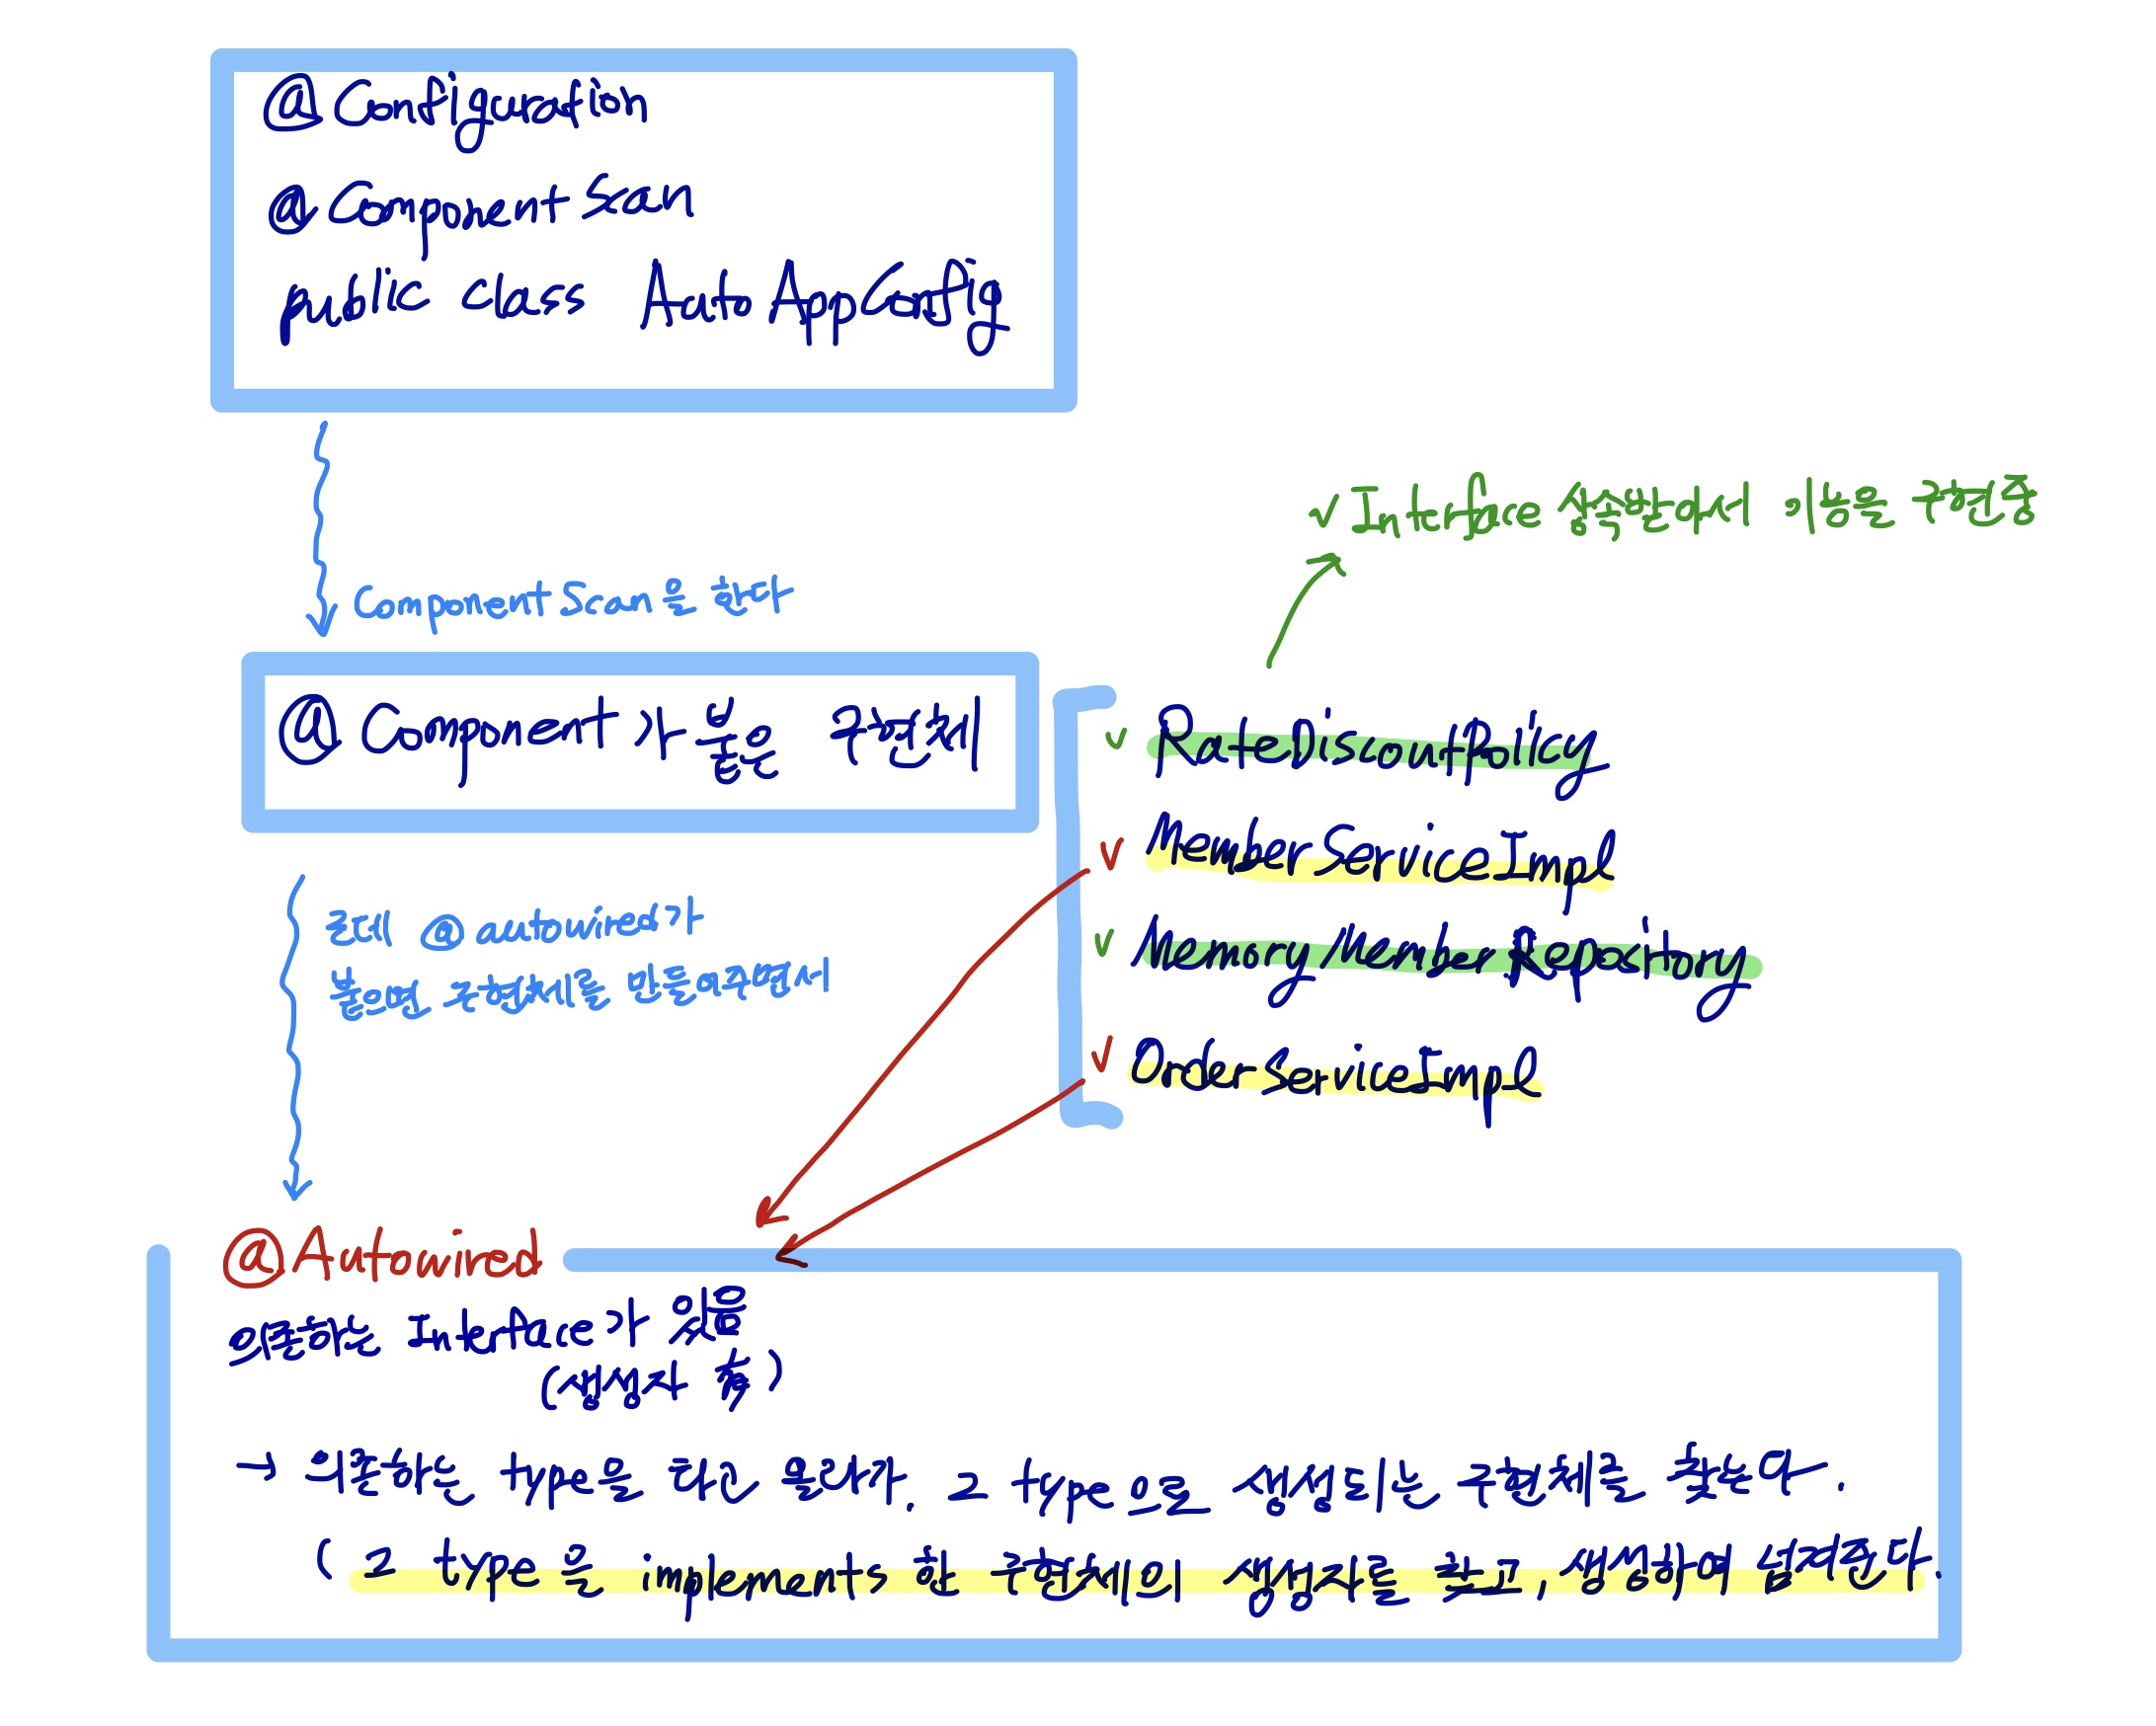 @Configuration
@ComponentScan
public class AutoAppConfig
ComponentScan을 한다
√ Interface 상속받아서 기능을 구현중
@Component가 붙은 구현체
√ RateDiscountPolicy
√ MemberServiceImpl
√ MemoryMemberRepository
√ OrderServiceImpl
근데 @autowired가
붙으면 구현체를 만들어주면서
@Autowired
의존하는 Interface가 있음
(생성자 쪽)
→ 의존하는 type을 확인 왔다가, 그 type으로 생성되는 구현체를 찾는다.
( 그 type을 implements 한 구현체의 생성자를 찾고, 생성하여 넘겨준다.